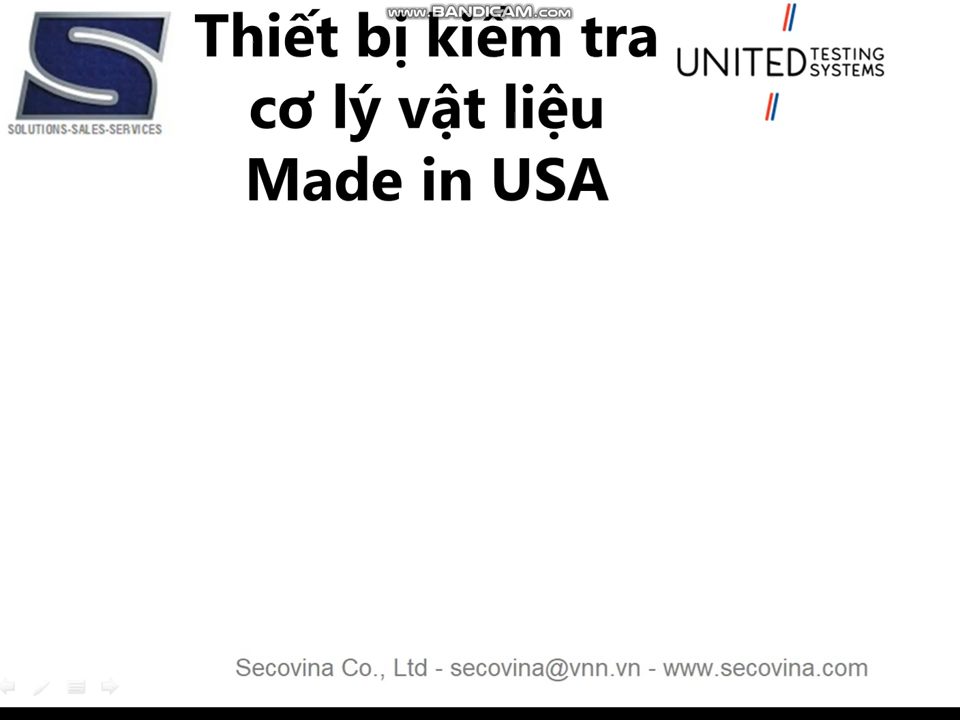 www.BANDICAM.com
Thiết bị kiểm tra
cơ lý vật liệu
Made in USA
SOLUTIONS-SALES-SERVICES
UNITED TESTING
SYSTEMS
Secovina Co., Ltd - secovina@vnn.vn - www.secovina.com